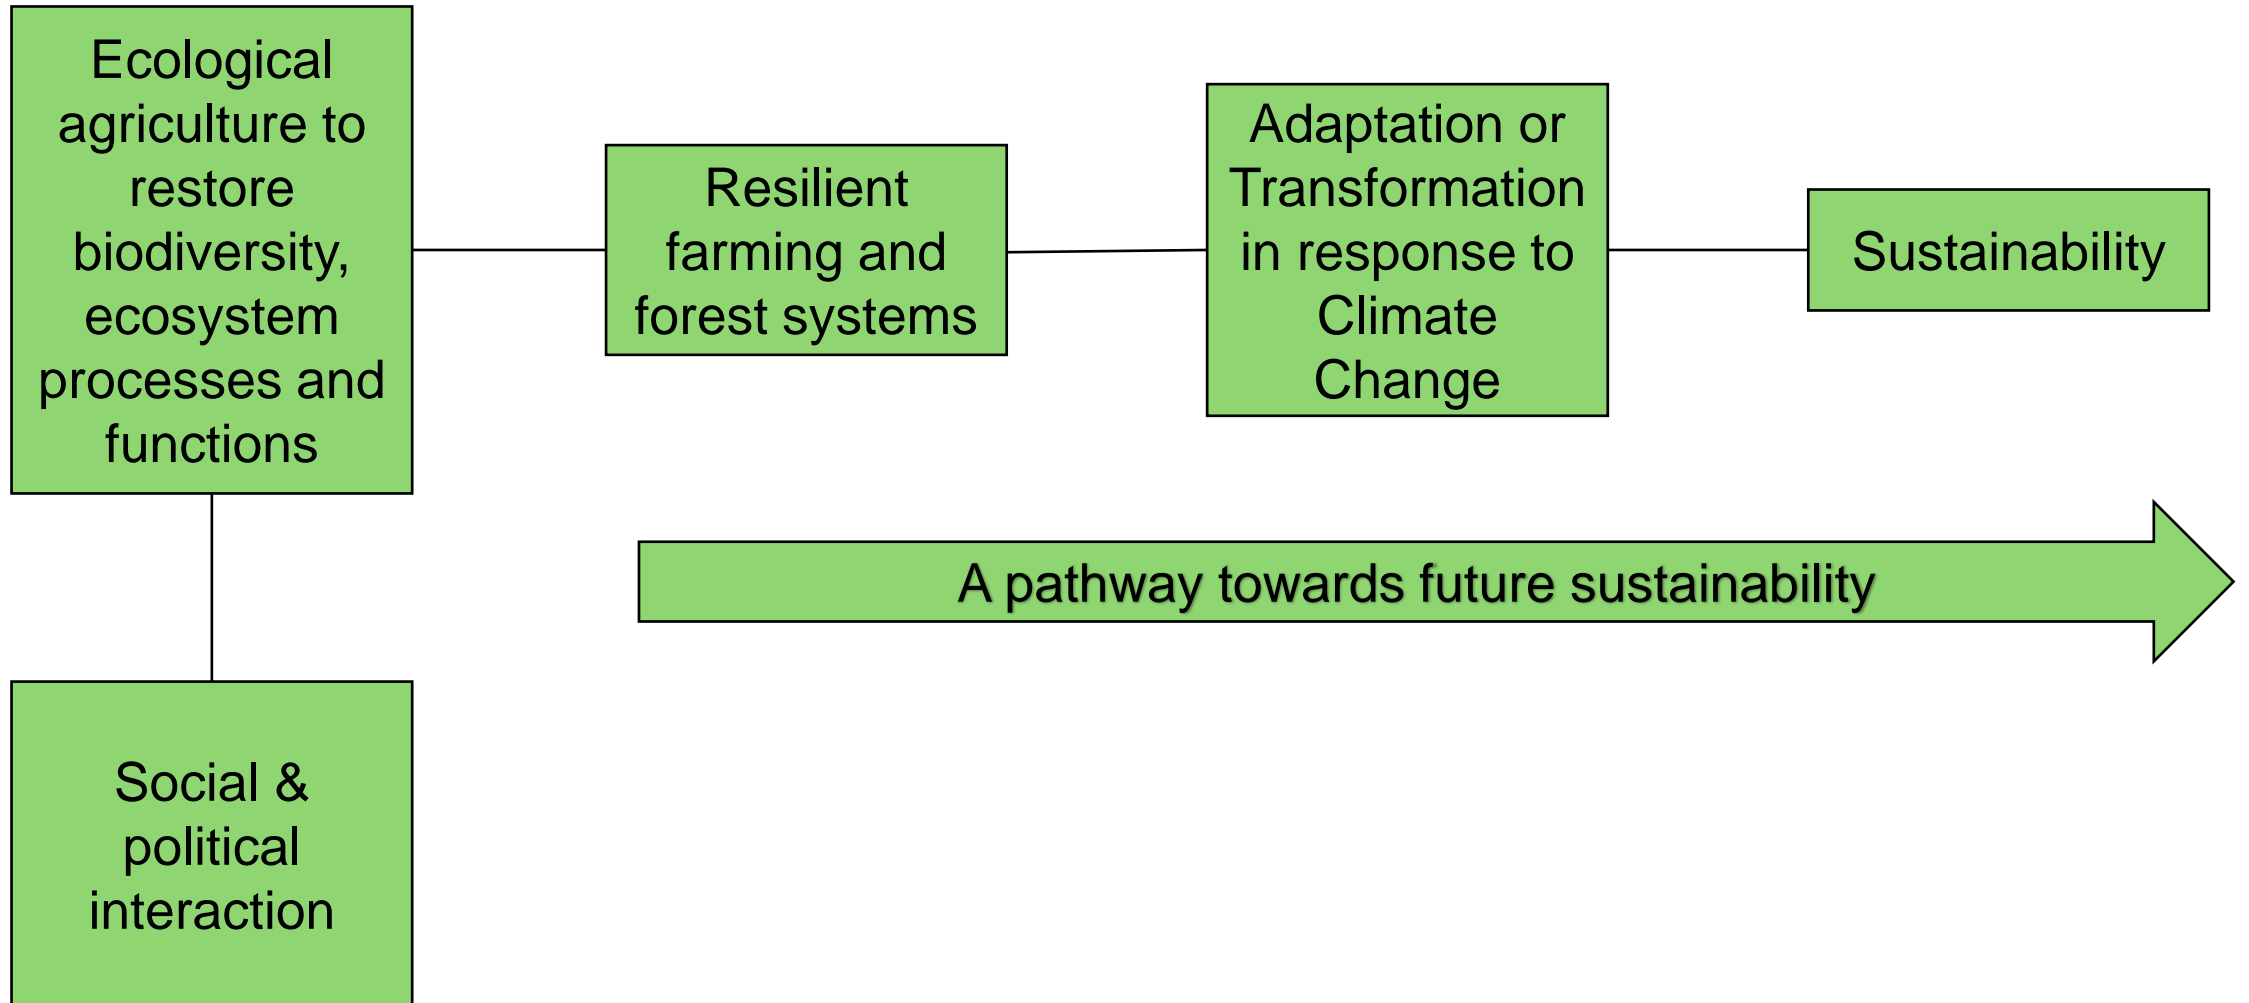 Ecological
agriculture to
restore
biodiversity,
ecosystem
processes and
functions
Resilient
farming and
forest systems
Adaptation or
Transformation
in response to
Climate
Change
Sustainability
A pathway towards future sustainability
Social &
political
interaction